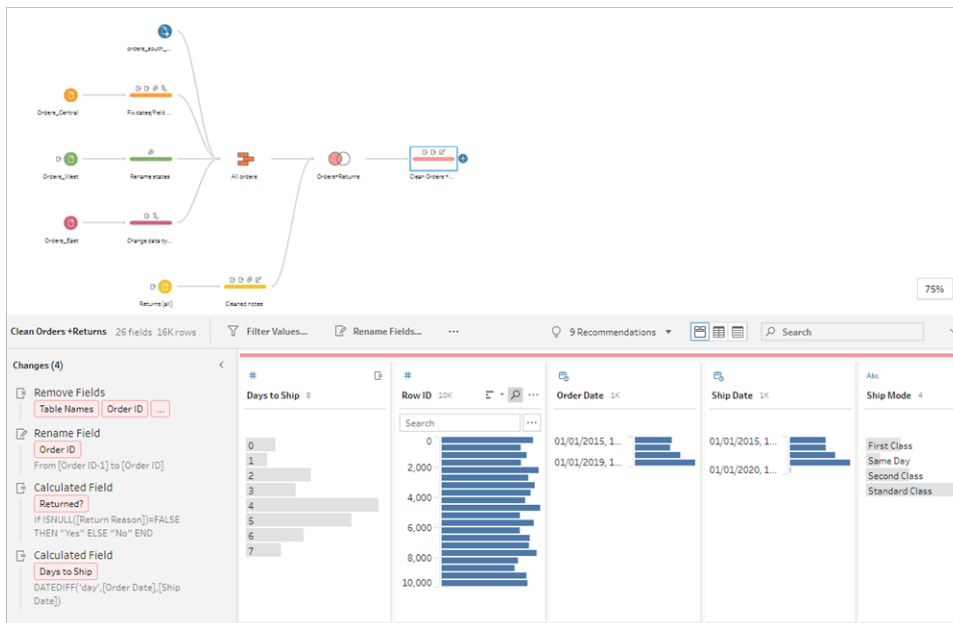 orders_south_...
Orders_Central
Fix dates/field ...
Orders_West
Rename states
All orders
Orders+Returns
Clean Orders +...
Orders_East
Change data ty...
Returns (all)
Cleaned notes
75%
Clean Orders +Returns 26 fields 16K rows
Filter Values...
Rename Fields...
...
9 Recommendations
Search
Changes (4)
Remove Fields
Table Names
Order ID
...
Rename Field
Order ID
From [Order ID-1] to [Order ID]
Calculated Field
Returned?
If ISNULL([Return Reason])=FALSE
THEN "Yes" ELSE "No" END
Calculated Field
Days to Ship
DATEDIFF('day',[Order Date],[Ship
Date])
#
Days to Ship 8
0
1
2
3
4
5
6
7
#
Row ID 10K
...
Search
...
0
2,000
4,000
6,000
8,000
10,000
Order Date 1K
01/01/2015, 1...
01/01/2019, 1...
Ship Date 1K
01/01/2015, 1...
01/01/2020, 1...
Abc
Ship Mode 4
First Class
Same Day
Second Class
Standard Class